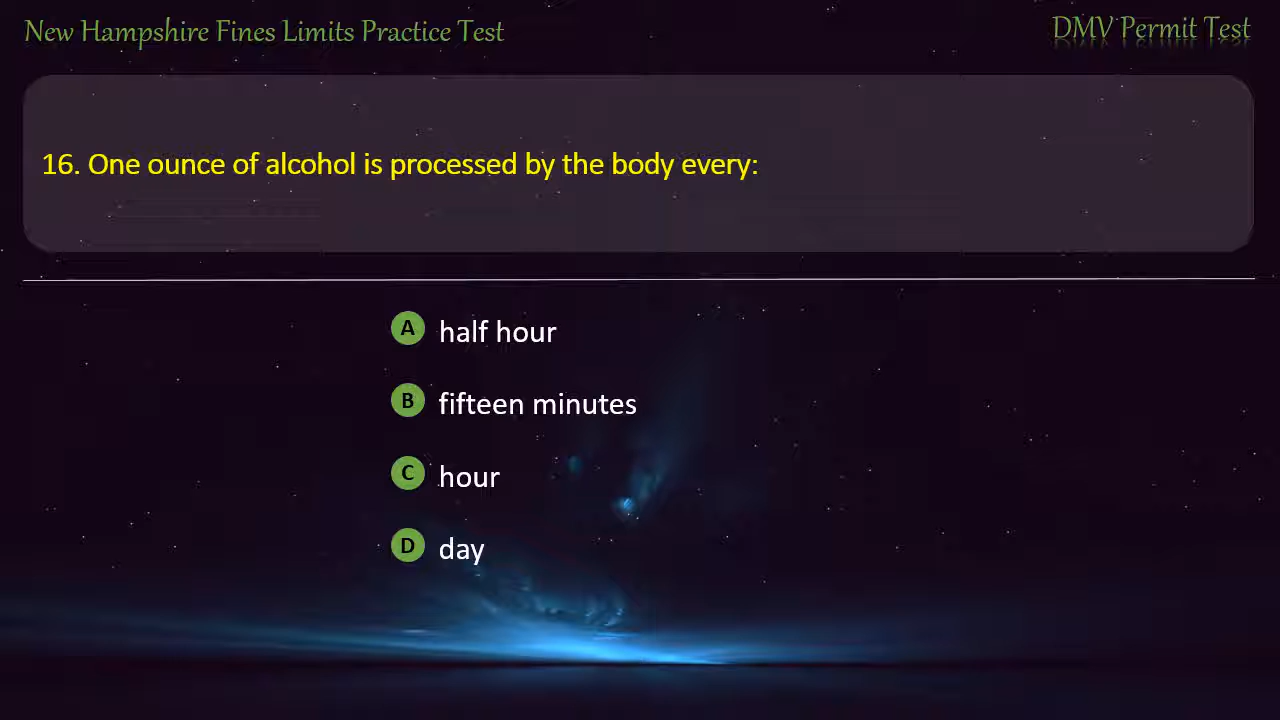 New Hampshire Fines Limits Practice Test
DMV Permit Test
16. One ounce of alcohol is processed by the body every:
A half hour
B fifteen minutes
C hour
D day